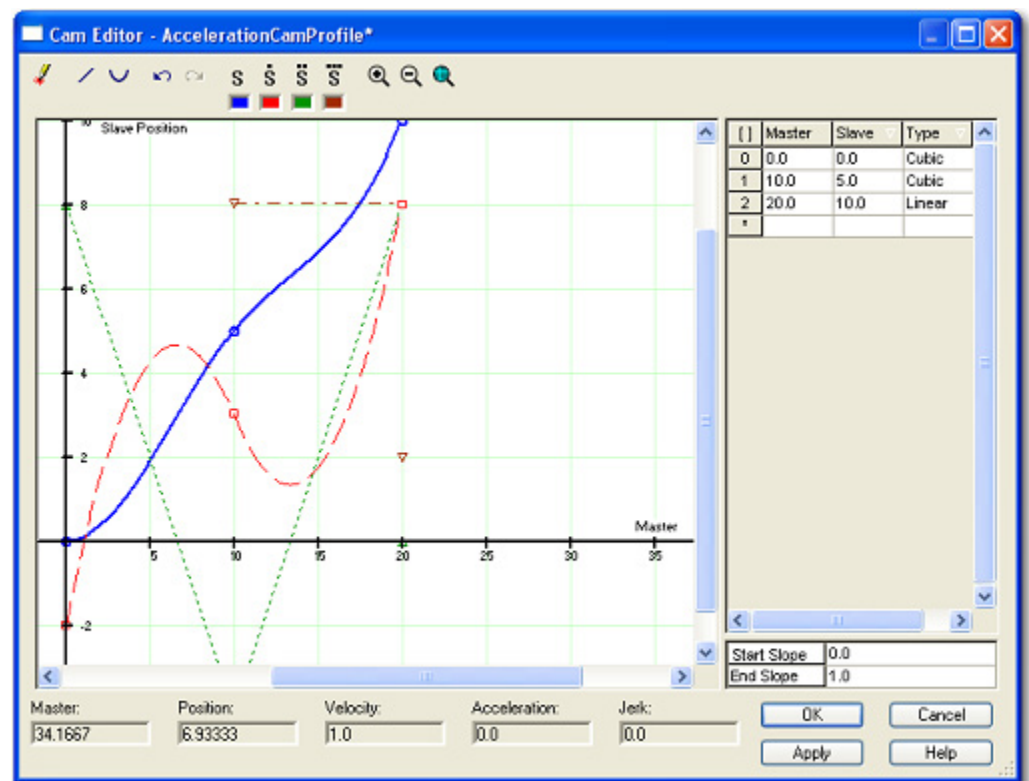 Cam Editor - AccelerationCamProfile*
S Ṡ S̈ S⃛
10 Slave Position
8
6
4
2
-2
5 10 15 20 25 30 35
Master
[ ] Master Slave Type
0 0.0 0.0 Cubic
1 10.0 5.0 Cubic
2 20.0 10.0 Linear
*
Start Slope 0.0
End Slope 1.0
Master: Position: Velocity: Acceleration: Jerk:
34.1667 6.93333 1.0 0.0 0.0
OK Cancel
Apply Help